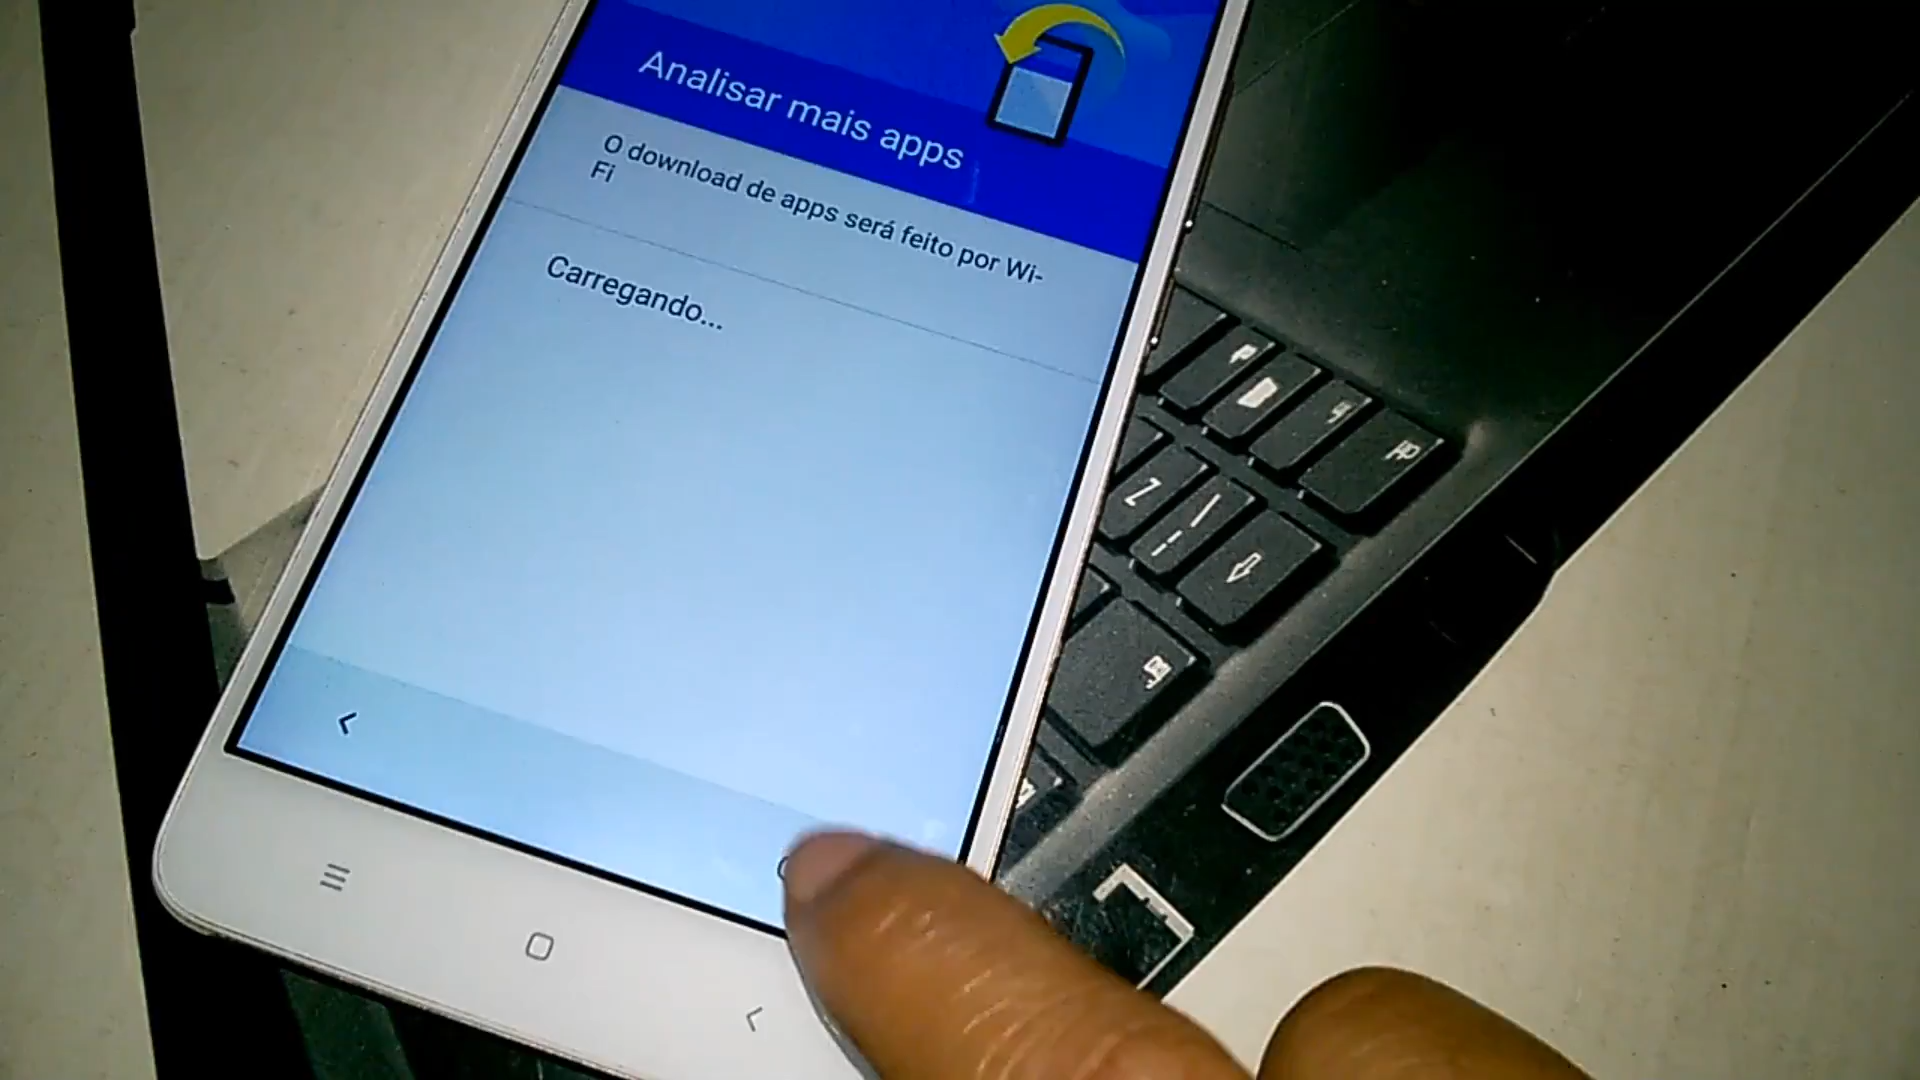 Analisar mais apps
O download de apps será feito por Wi-
Fi
Carregando...
Z